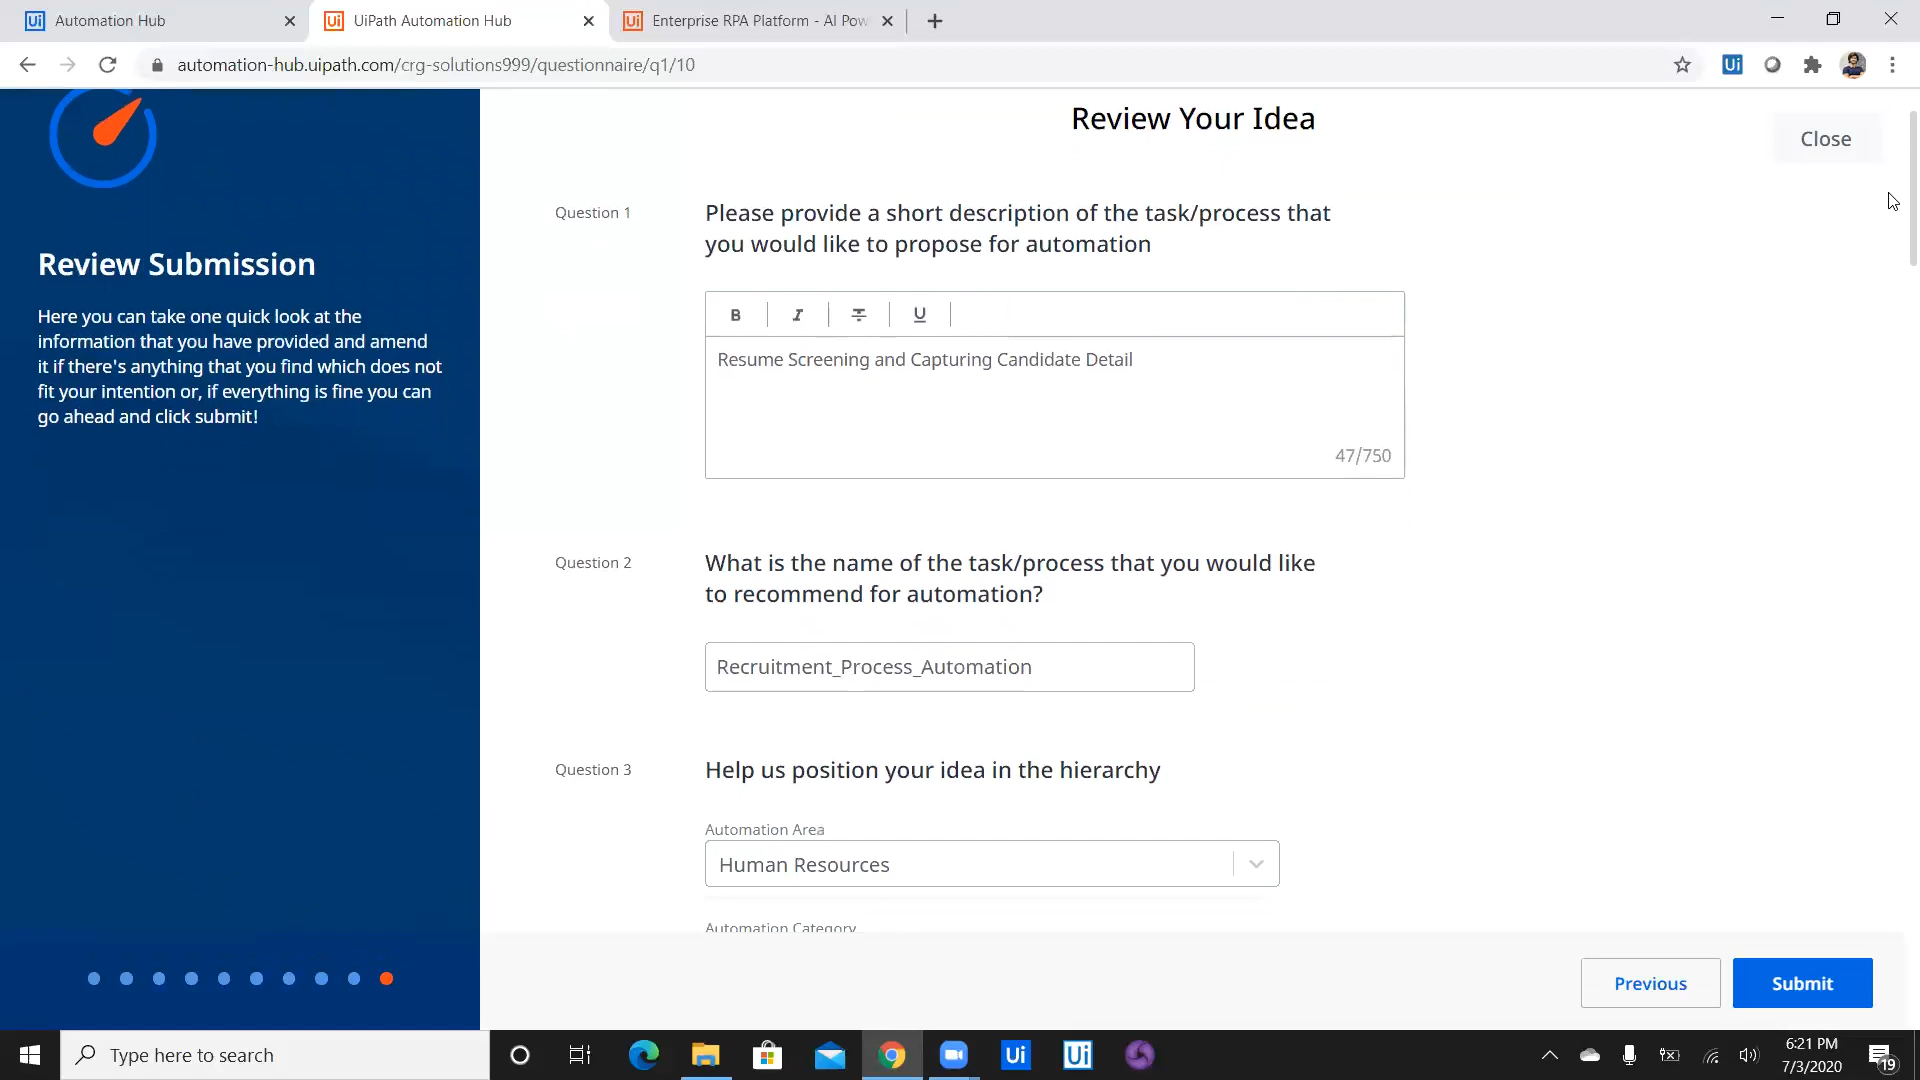 Automation Hub
UiPath Automation Hub
Enterprise RPA Platform - AI Pow
automation-hub.uipath.com/crg-solutions999/questionnaire/q1/10
Ui
Review Your Idea
Close
Review Submission
Here you can take one quick look at the
information that you have provided and amend
it if there's anything that you find which does not
fit your intention or, if everything is fine you can
go ahead and click submit!
Question 1
Please provide a short description of the task/process that
you would like to propose for automation
B I T U
Resume Screening and Capturing Candidate Detail
47/750
Question 2
What is the name of the task/process that you would like
to recommend for automation?
Recruitment_Process_Automation
Question 3
Help us position your idea in the hierarchy
Automation Area
Human Resources
Automation Category
Previous
Submit
Type here to search
Ui
Ui
6:21 PM
7/3/2020
19